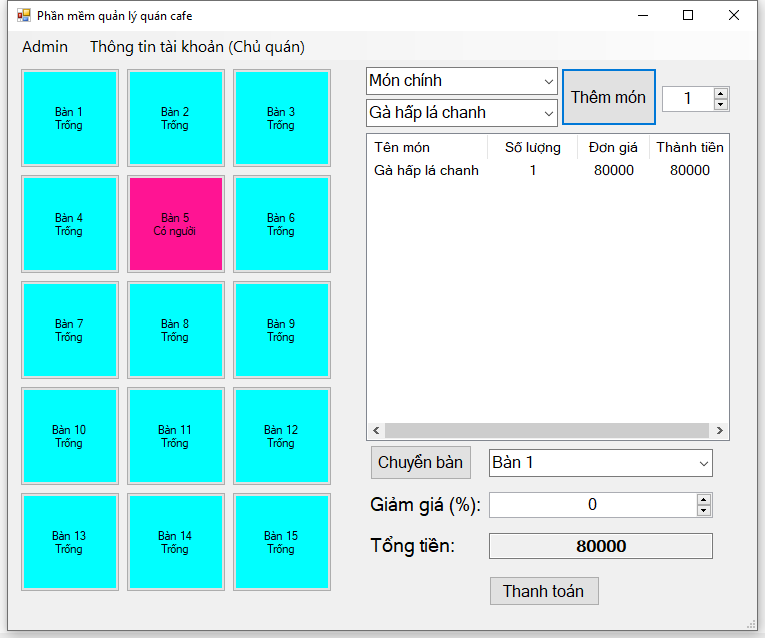 Phần mềm quản lý quán cafe
Admin Thông tin tài khoản (Chủ quán)
Bàn 1
Trống
Bàn 2
Trống
Bàn 3
Trống
Bàn 4
Trống
Bàn 5
Có người
Bàn 6
Trống
Bàn 7
Trống
Bàn 8
Trống
Bàn 9
Trống
Bàn 10
Trống
Bàn 11
Trống
Bàn 12
Trống
Bàn 13
Trống
Bàn 14
Trống
Bàn 15
Trống
Món chính
Gà hấp lá chanh
Thêm món
1
Tên món Số lượng Đơn giá Thành tiền
Gà hấp lá chanh 1 80000 80000
Chuyển bàn Bàn 1
Giảm giá (%): 0
Tổng tiền: 80000
Thanh toán